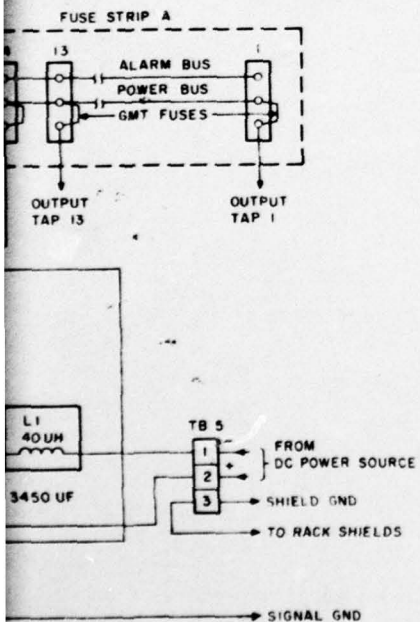 FUSE STRIP A
13
1
ALARM BUS
POWER BUS
GMT FUSES
OUTPUT
TAP 13
OUTPUT
TAP 1
L1
40 UH
3450 UF
TB 5
1
-
FROM
+
DC POWER SOURCE
2
3
SHIELD GND
TO RACK SHIELDS
SIGNAL GND